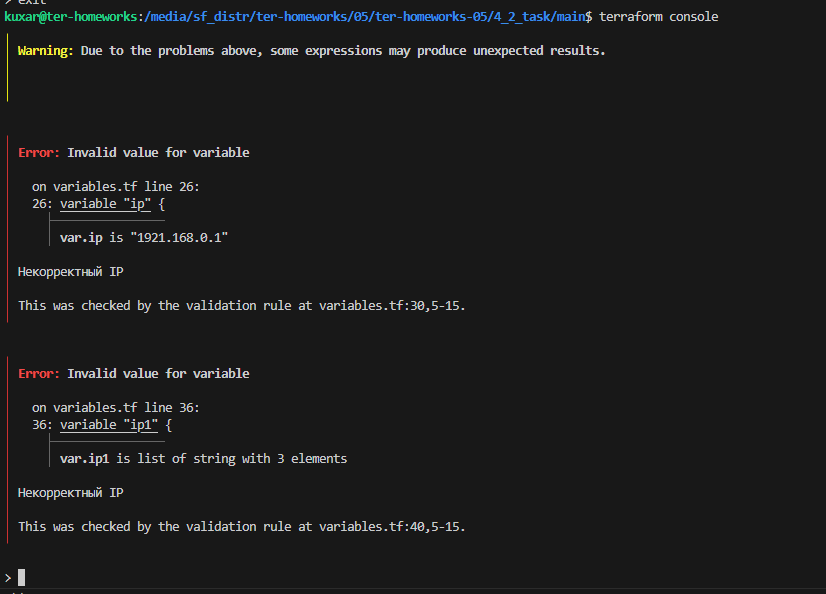 > exit
kuxar@ter-homeworks:/media/sf_distr/ter-homeworks/05/ter-homeworks-05/4_2_task/main$ terraform console
Warning: Due to the problems above, some expressions may produce unexpected results.
Error: Invalid value for variable
on variables.tf line 26:
26: variable "ip" {
var.ip is "1921.168.0.1"
Некорректный IP
This was checked by the validation rule at variables.tf:30,5-15.
Error: Invalid value for variable
on variables.tf line 36:
36: variable "ip1" {
var.ip1 is list of string with 3 elements
Некорректный IP
This was checked by the validation rule at variables.tf:40,5-15.
>